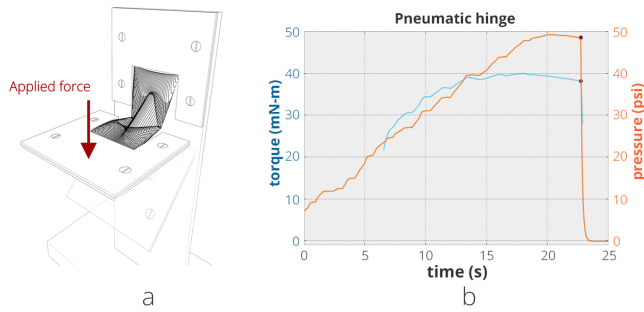 Applied force
a
Pneumatic hinge
torque (mN-m)
50
40
30
20
10
0
50
40
30
20
10
0
pressure (psi)
0 5 10 15 20 25
time (s)
b